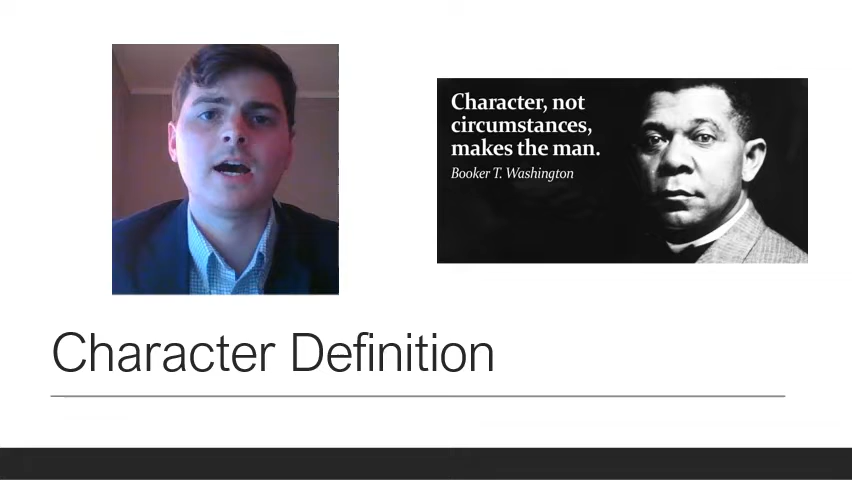 Character, not
circumstances,
makes the man.
Booker T. Washington
Character Definition